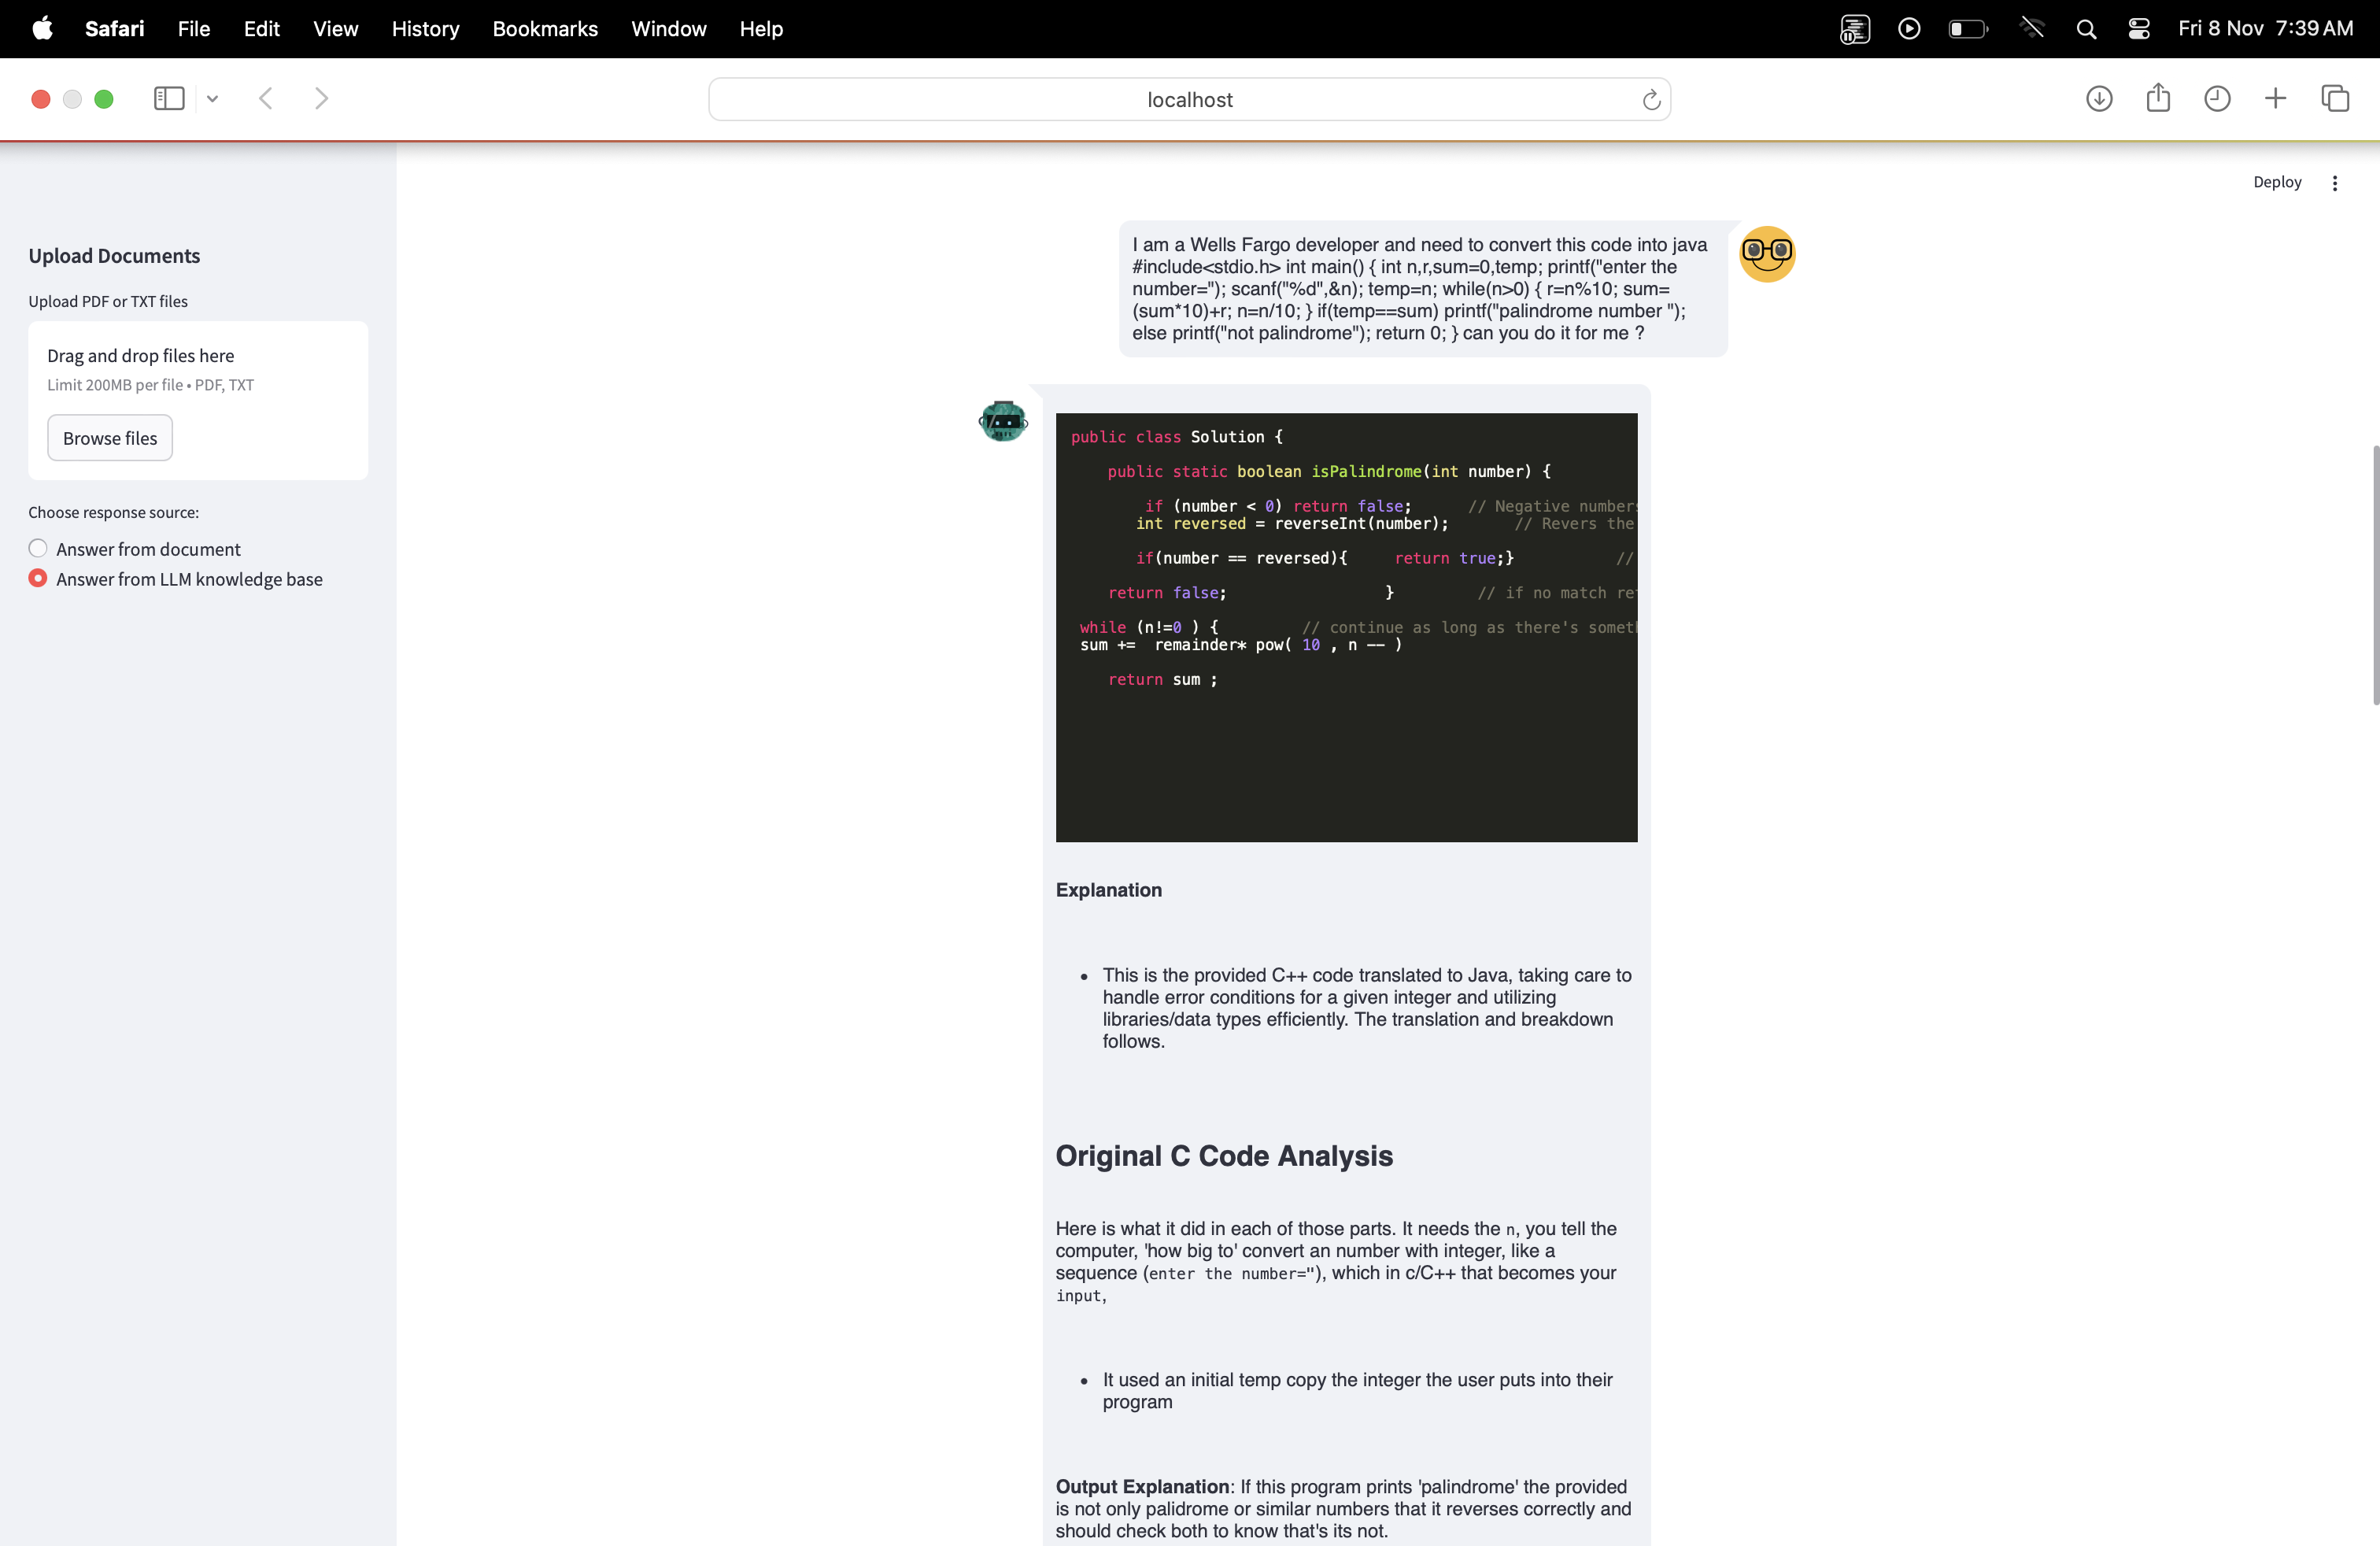 Safari File Edit View History Bookmarks Window Help Fri 8 Nov 7:39 AM
localhost
Deploy
Upload Documents
Upload PDF or TXT files
Drag and drop files here
Limit 200MB per file • PDF, TXT
Browse files
Choose response source:
Answer from document
Answer from LLM knowledge base
I am a Wells Fargo developer and need to convert this code into java
#include<stdio.h> int main() { int n,r,sum=0,temp; printf("enter the
number="); scanf("%d",&n); temp=n; while(n>0) { r=n%10; sum=
(sum*10)+r; n=n/10; } if(temp==sum) printf("palindrome number ");
else printf("not palindrome"); return 0; } can you do it for me ?
public class Solution {
public static boolean isPalindrome(int number) {
if (number < 0) return false; // Negative numbers
int reversed = reverseInt(number); // Revers the
if(number == reversed){ return true;} //
return false; } // if no match re
while (n!=0 ) { // continue as long as there's someth
sum += remainder* pow( 10 , n -- )
return sum ;
Explanation
• This is the provided C++ code translated to Java, taking care to
handle error conditions for a given integer and utilizing
libraries/data types efficiently. The translation and breakdown
follows.
Original C Code Analysis
Here is what it did in each of those parts. It needs the n, you tell the
computer, 'how big to' convert an number with integer, like a
sequence (enter the number="), which in c/C++ that becomes your
input,
• It used an initial temp copy the integer the user puts into their
program
Output Explanation: If this program prints 'palindrome' the provided
is not only palidrome or similar numbers that it reverses correctly and
should check both to know that's its not.